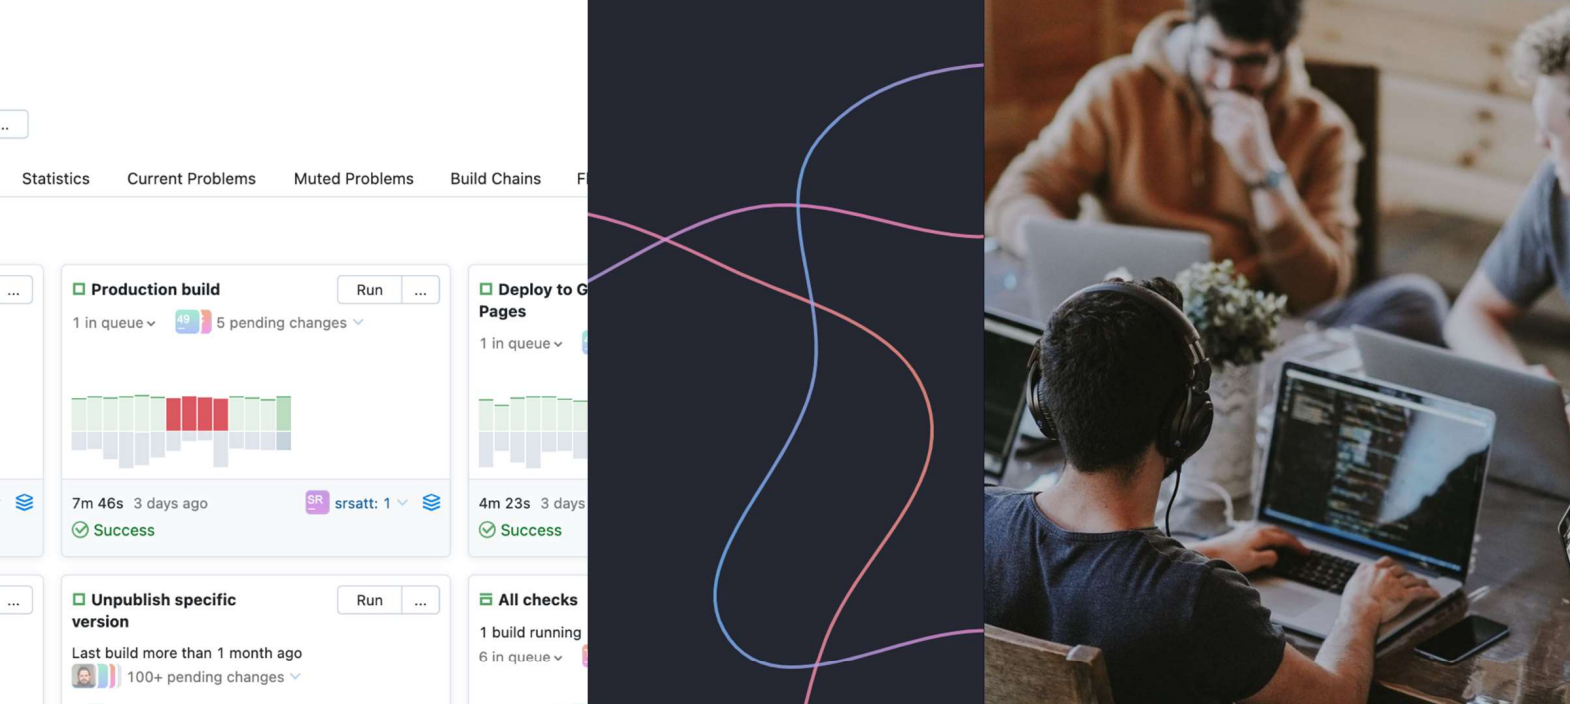 ...
Statistics Current Problems Muted Problems Build Chains
... Production build Run ... Deploy to G
Pages
1 in queue 49 5 pending changes
1 in queue
7m 46s 3 days ago SR srsatt: 1 4m 23s 3 days
Success Success
... Unpublish specific Run ... All checks
version
1 build running
Last build more than 1 month ago
6 in queue
100+ pending changes